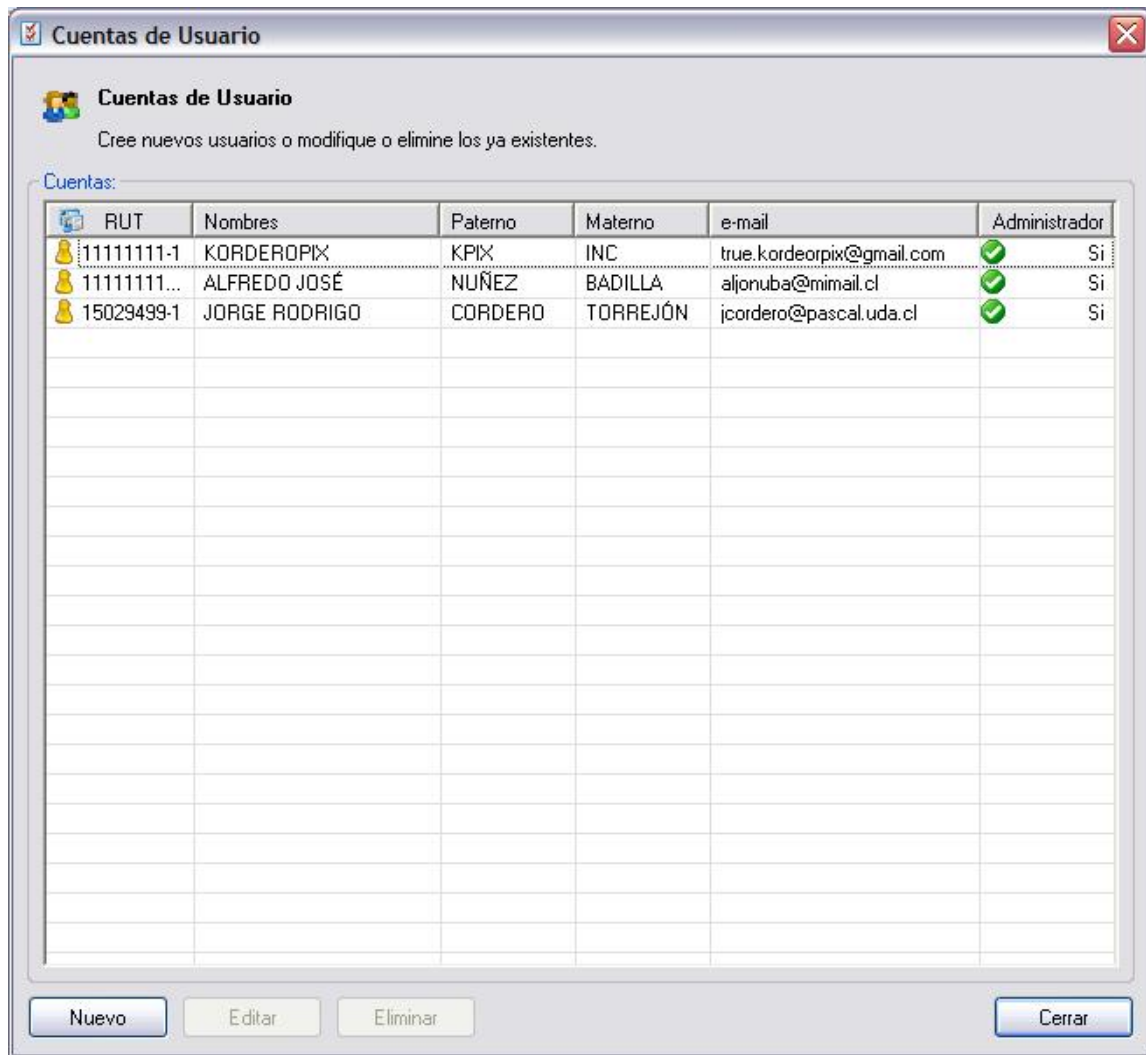 Cuentas de Usuario
Cuentas de Usuario
Cree nuevos usuarios o modifique o elimine los ya existentes.
Cuentas:
RUT Nombres Paterno Materno e-mail Administrador
11111111-1 KORDEROPIX KPIX INC true.kordeorpix@gmail.com Si
11111111... ALFREDO JOSÉ NUÑEZ BADILLA aljonuba@mimail.cl Si
15029499-1 JORGE RODRIGO CORDERO TORREJÓN jcordero@pascal.uda.cl Si
Nuevo Editar Eliminar Cerrar